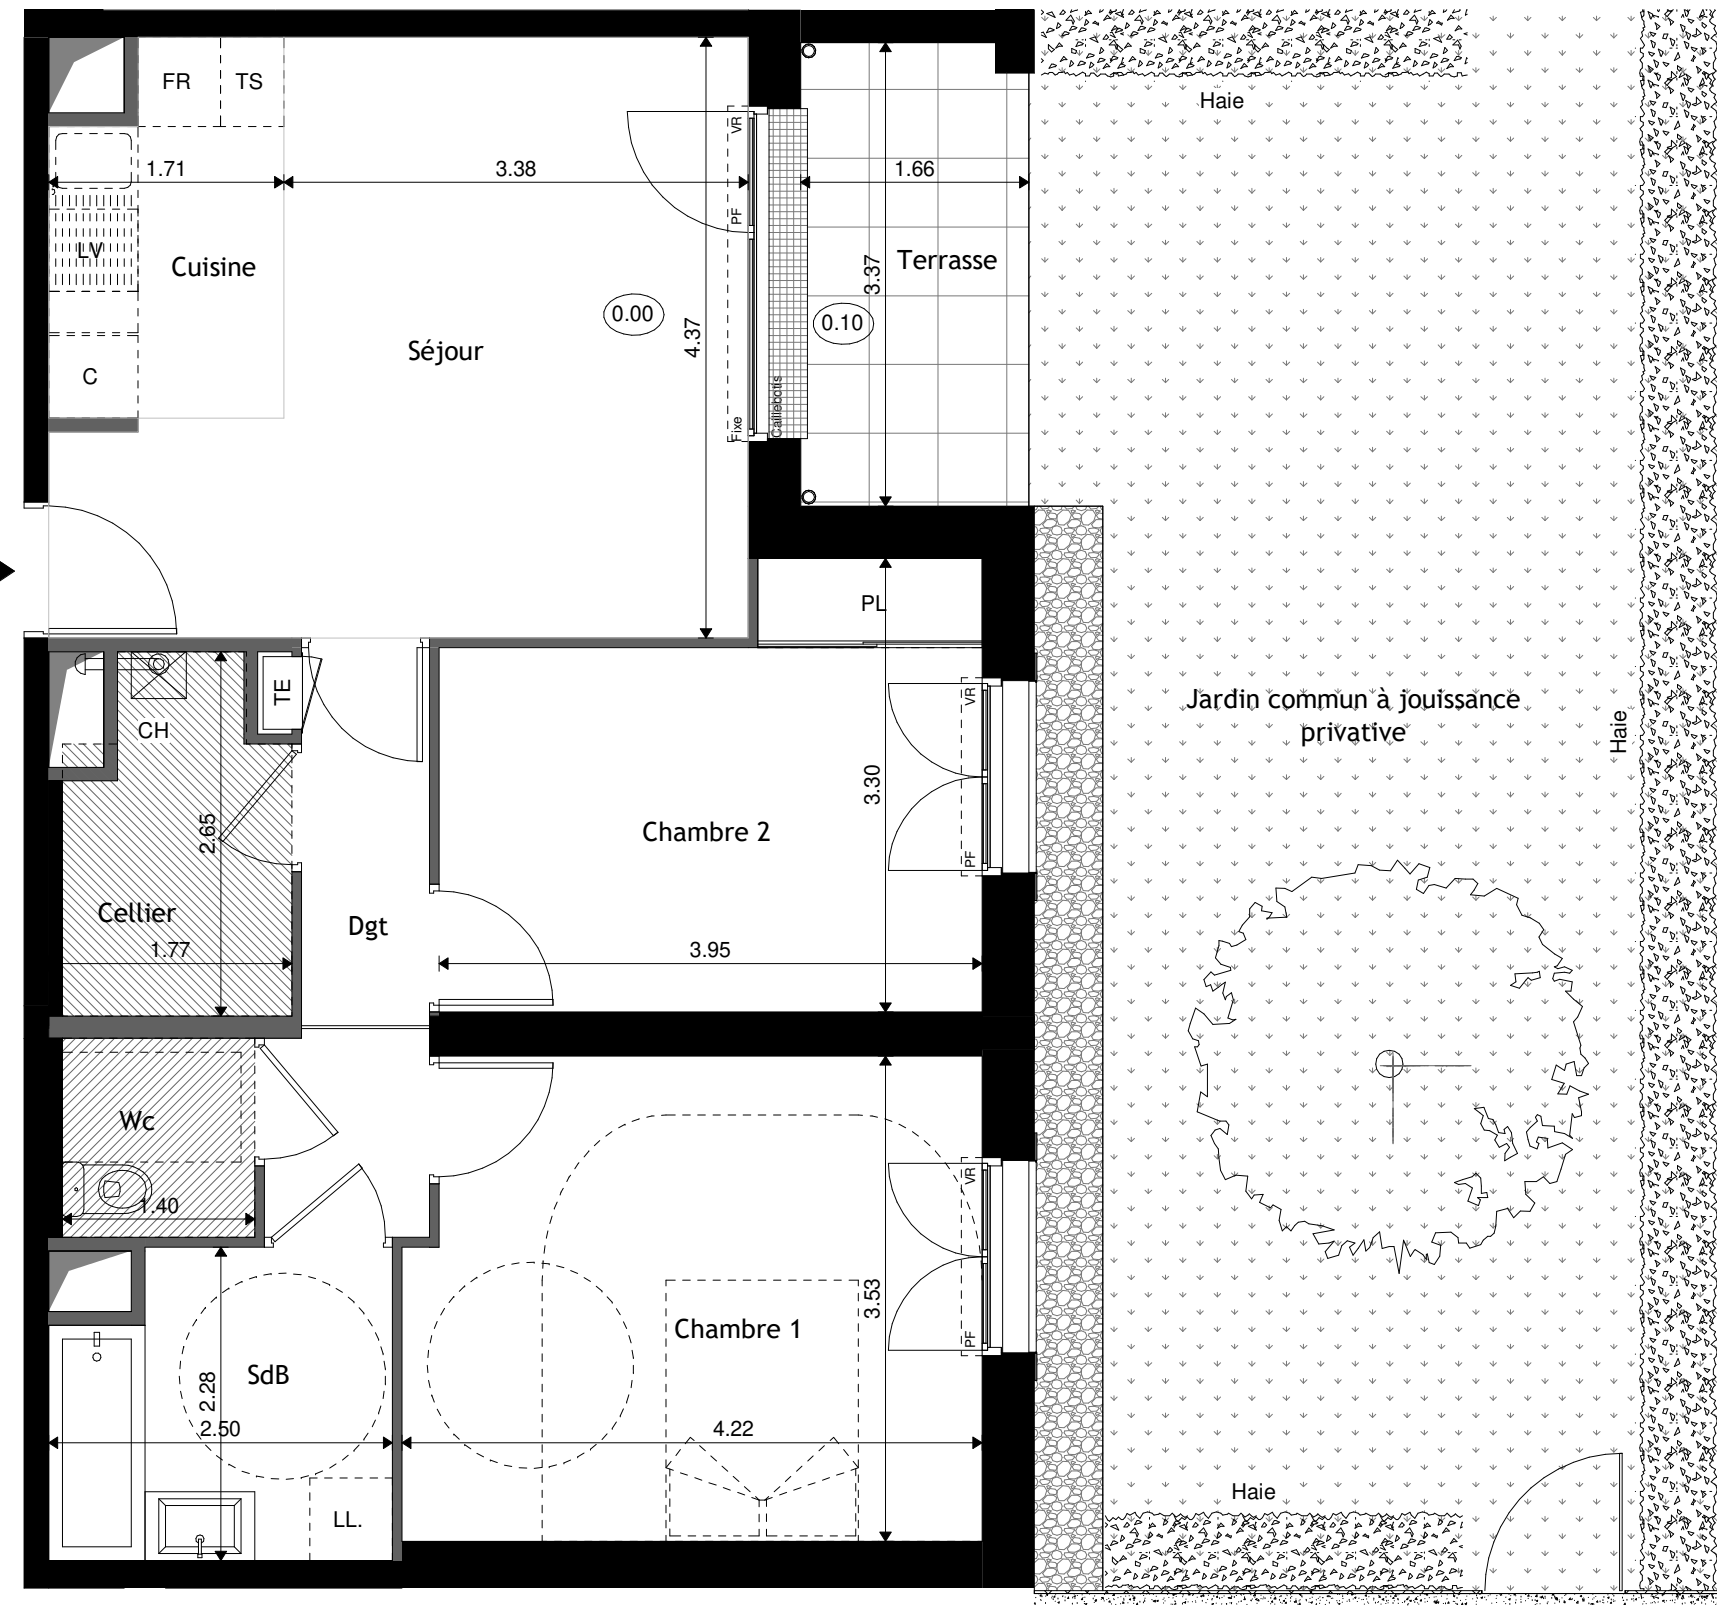 FR
TS
Haie
VR
1.71
3.38
1.66
PF
LV
Cuisine
Terrasse
3.37
0.00
0.10
4.37
Séjour
C
Caillebotis
Fixe
PL
TE
CH
VR
Jardin commun à jouissance
privative
Haie
3.30
2.65
Chambre 2
PF
Cellier
Dgt
1.77
3.95
Wc
VR
1.40
3.53
Chambre 1
PF
SdB
2.28
2.50
4.22
Haie
LL.